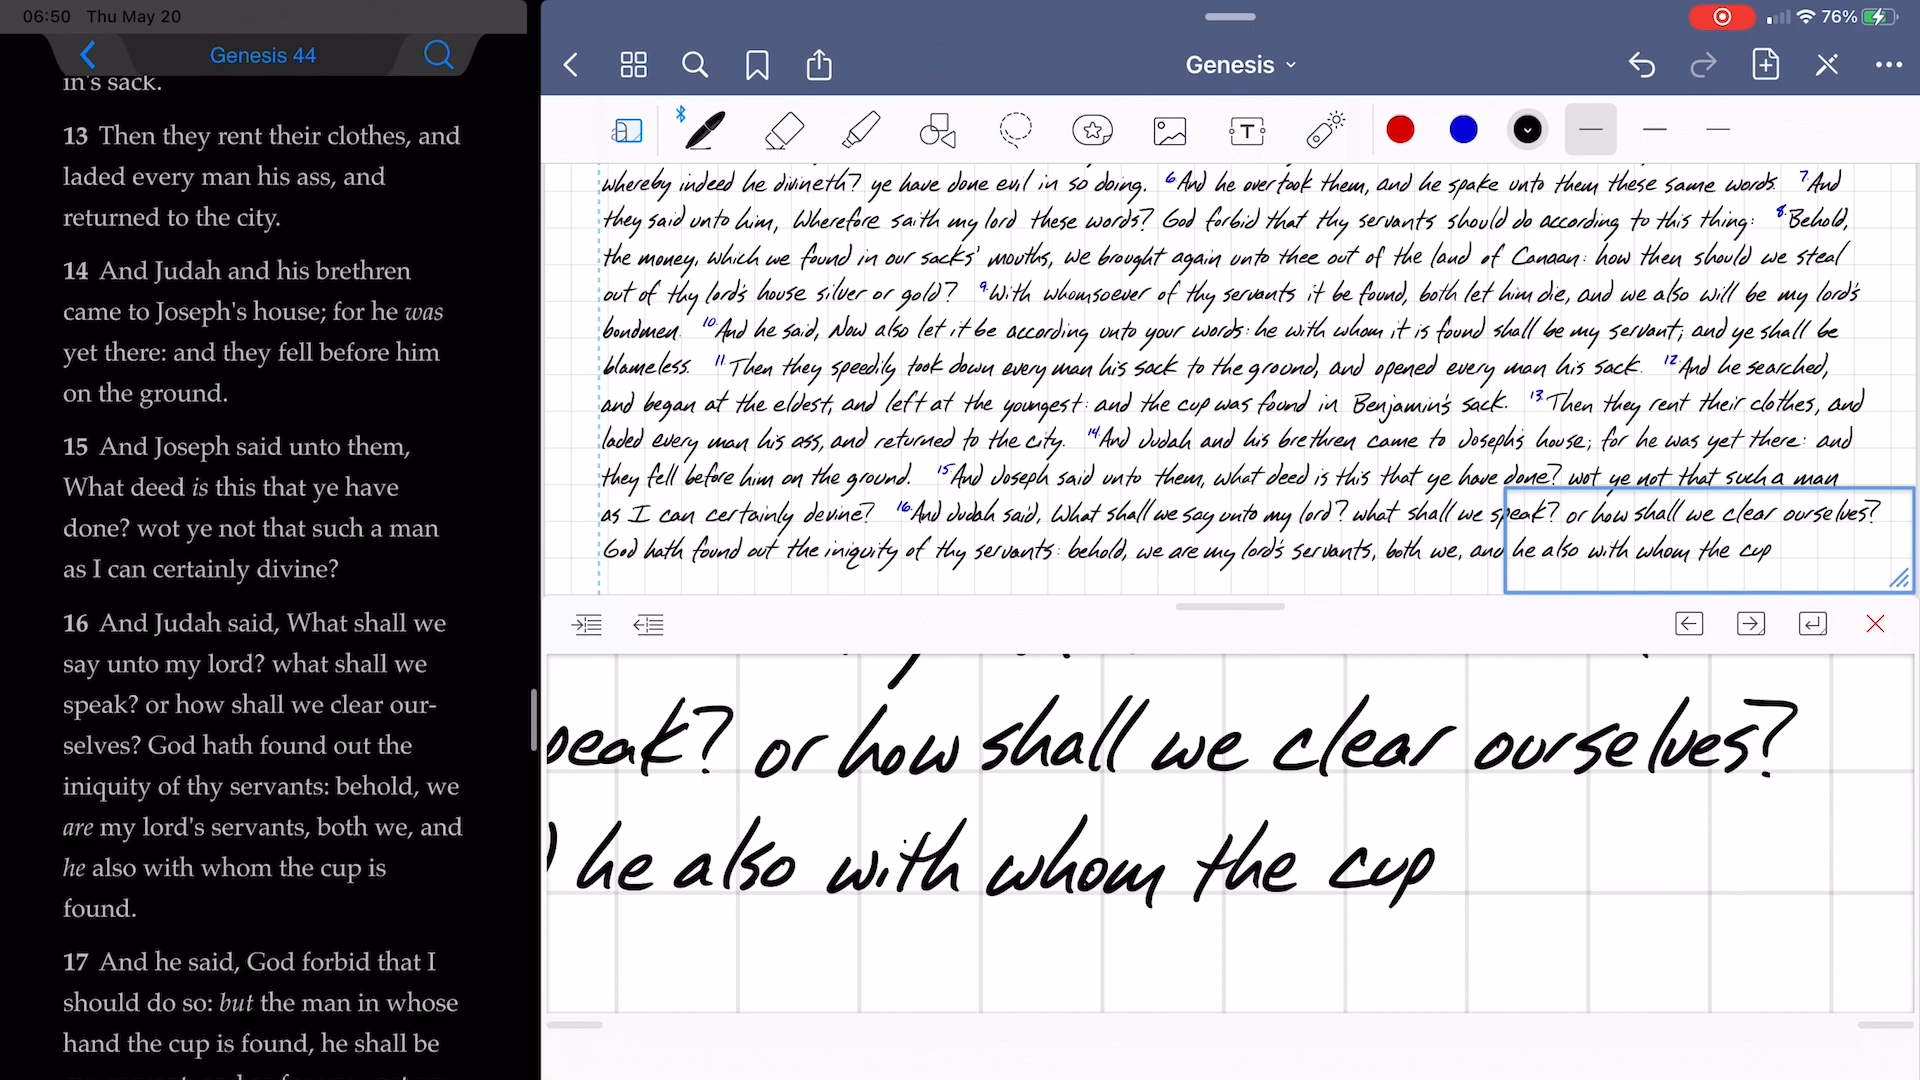 06:50 Thu May 20
Genesis 44
in's sack.
13 Then they rent their clothes, and
laded every man his ass, and
returned to the city.
14 And Judah and his brethren
came to Joseph's house; for he was
yet there: and they fell before him
on the ground.
15 And Joseph said unto them,
What deed is this that ye have
done? wot ye not that such a man
as I can certainly divine?
16 And Judah said, What shall we
say unto my lord? what shall we
speak? or how shall we clear our-
selves? God hath found out the
iniquity of thy servants: behold, we
are my lord's servants, both we, and
he also with whom the cup is
found.
17 And he said, God forbid that I
should do so: but the man in whose
hand the cup is found, he shall be
76%
Genesis
whereby indeed he divineth? ye have done evil in so doing. 6. And he overtook them, and he spake unto them these same words. 7. And
they said unto him, Wherefore saith my lord these words? God forbid that thy servants should do according to this thing: 8. Behold,
the money, which we found in our sacks' mouths, we brought again unto thee out of the land of Canaan: how then should we steal
out of thy lord's house silver or gold? 9. With whomsoever of thy servants it be found, both let him die, and we also will be my lord's
bondmen. 10. And he said, Now also let it be according unto your words: he with whom it is found shall be my servant; and ye shall be
blameless. 11. Then they speedily took down every man his sack to the ground, and opened every man his sack. 12. And he searched,
and began at the eldest, and left at the youngest: and the cup was found in Benjamin's sack. 13. Then they rent their clothes, and
laded every man his ass, and returned to the city. 14. And Judah and his brethren came to Joseph's house; for he was yet there: and
they fell before him on the ground. 15. And Joseph said unto them, What deed is this that ye have done? wot ye not that such a man
as I can certainly devine? 16. And Judah said, What shall we say unto my lord? what shall we speak? or how shall we clear ourselves?
God hath found out the iniquity of thy servants: behold, we are my lord's servants, both we, and he also with whom the cup
peak? or how shall we clear ourselves?
he also with whom the cup